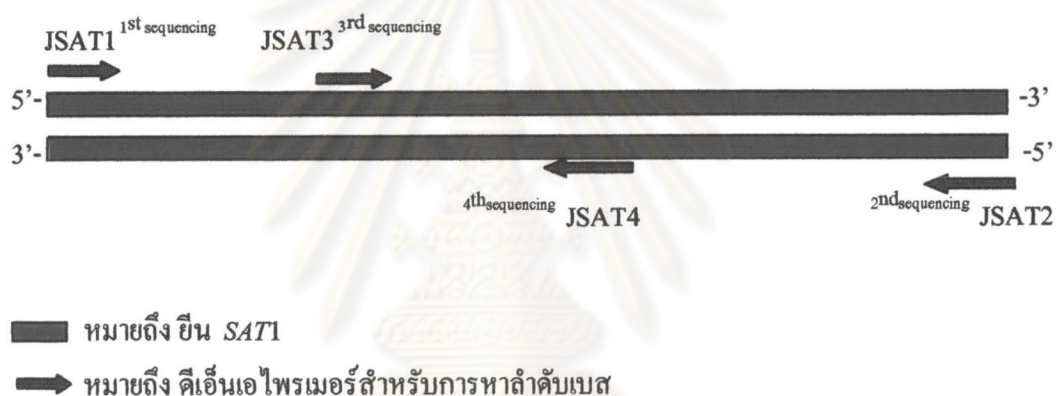 JSAT1 1st sequencing JSAT3 3rd sequencing
5’- -3’
3’- -5’
4th sequencing JSAT4 2nd sequencing JSAT2
หมายถึง ยีน SAT1
หมายถึง ดีเอ็นเอไพรเมอร์สำหรับการหาลำดับเบส